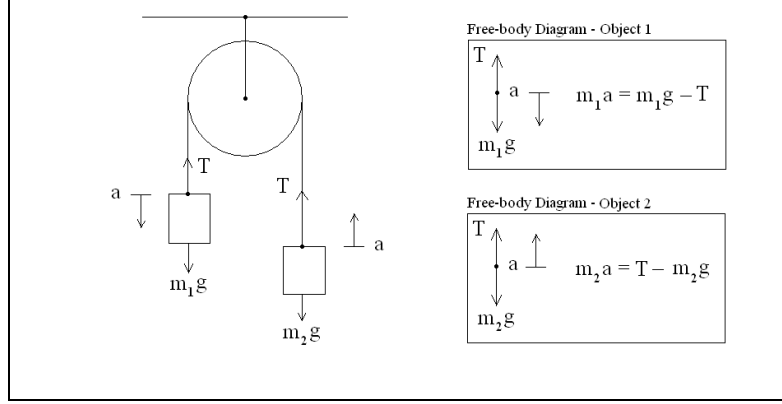 T
T
a
a
m₁g
m₂g
Free-body Diagram - Object 1
T
a
m₁a = m₁g – T
m₁g
Free-body Diagram - Object 2
T
a
m₂a = T – m₂g
m₂g